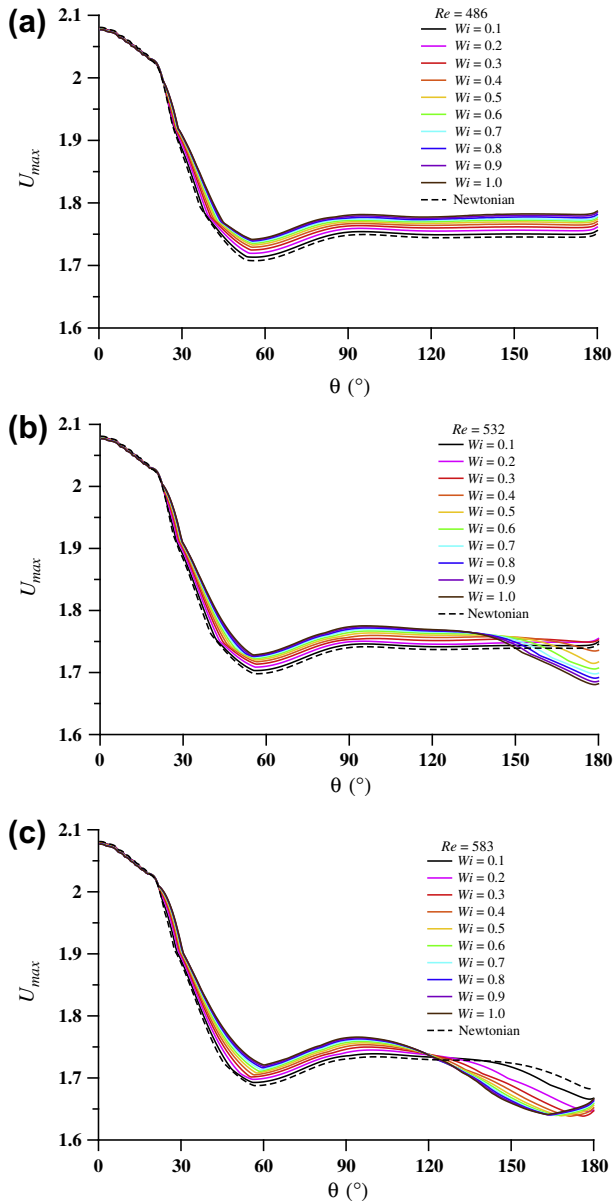 (a)
Re = 486
Wi = 0.1
Wi = 0.2
Wi = 0.3
Wi = 0.4
Wi = 0.5
Wi = 0.6
Wi = 0.7
Wi = 0.8
Wi = 0.9
Wi = 1.0
Newtonian
2.1
2
1.9
1.8
1.7
1.6
U_max
0 30 60 90 120 150 180
θ (°)
(b)
Re = 532
Wi = 0.1
Wi = 0.2
Wi = 0.3
Wi = 0.4
Wi = 0.5
Wi = 0.6
Wi = 0.7
Wi = 0.8
Wi = 0.9
Wi = 1.0
Newtonian
2.1
2
1.9
1.8
1.7
1.6
U_max
0 30 60 90 120 150 180
θ (°)
(c)
Re = 583
Wi = 0.1
Wi = 0.2
Wi = 0.3
Wi = 0.4
Wi = 0.5
Wi = 0.6
Wi = 0.7
Wi = 0.8
Wi = 0.9
Wi = 1.0
Newtonian
2.1
2
1.9
1.8
1.7
1.6
U_max
0 30 60 90 120 150 180
θ (°)